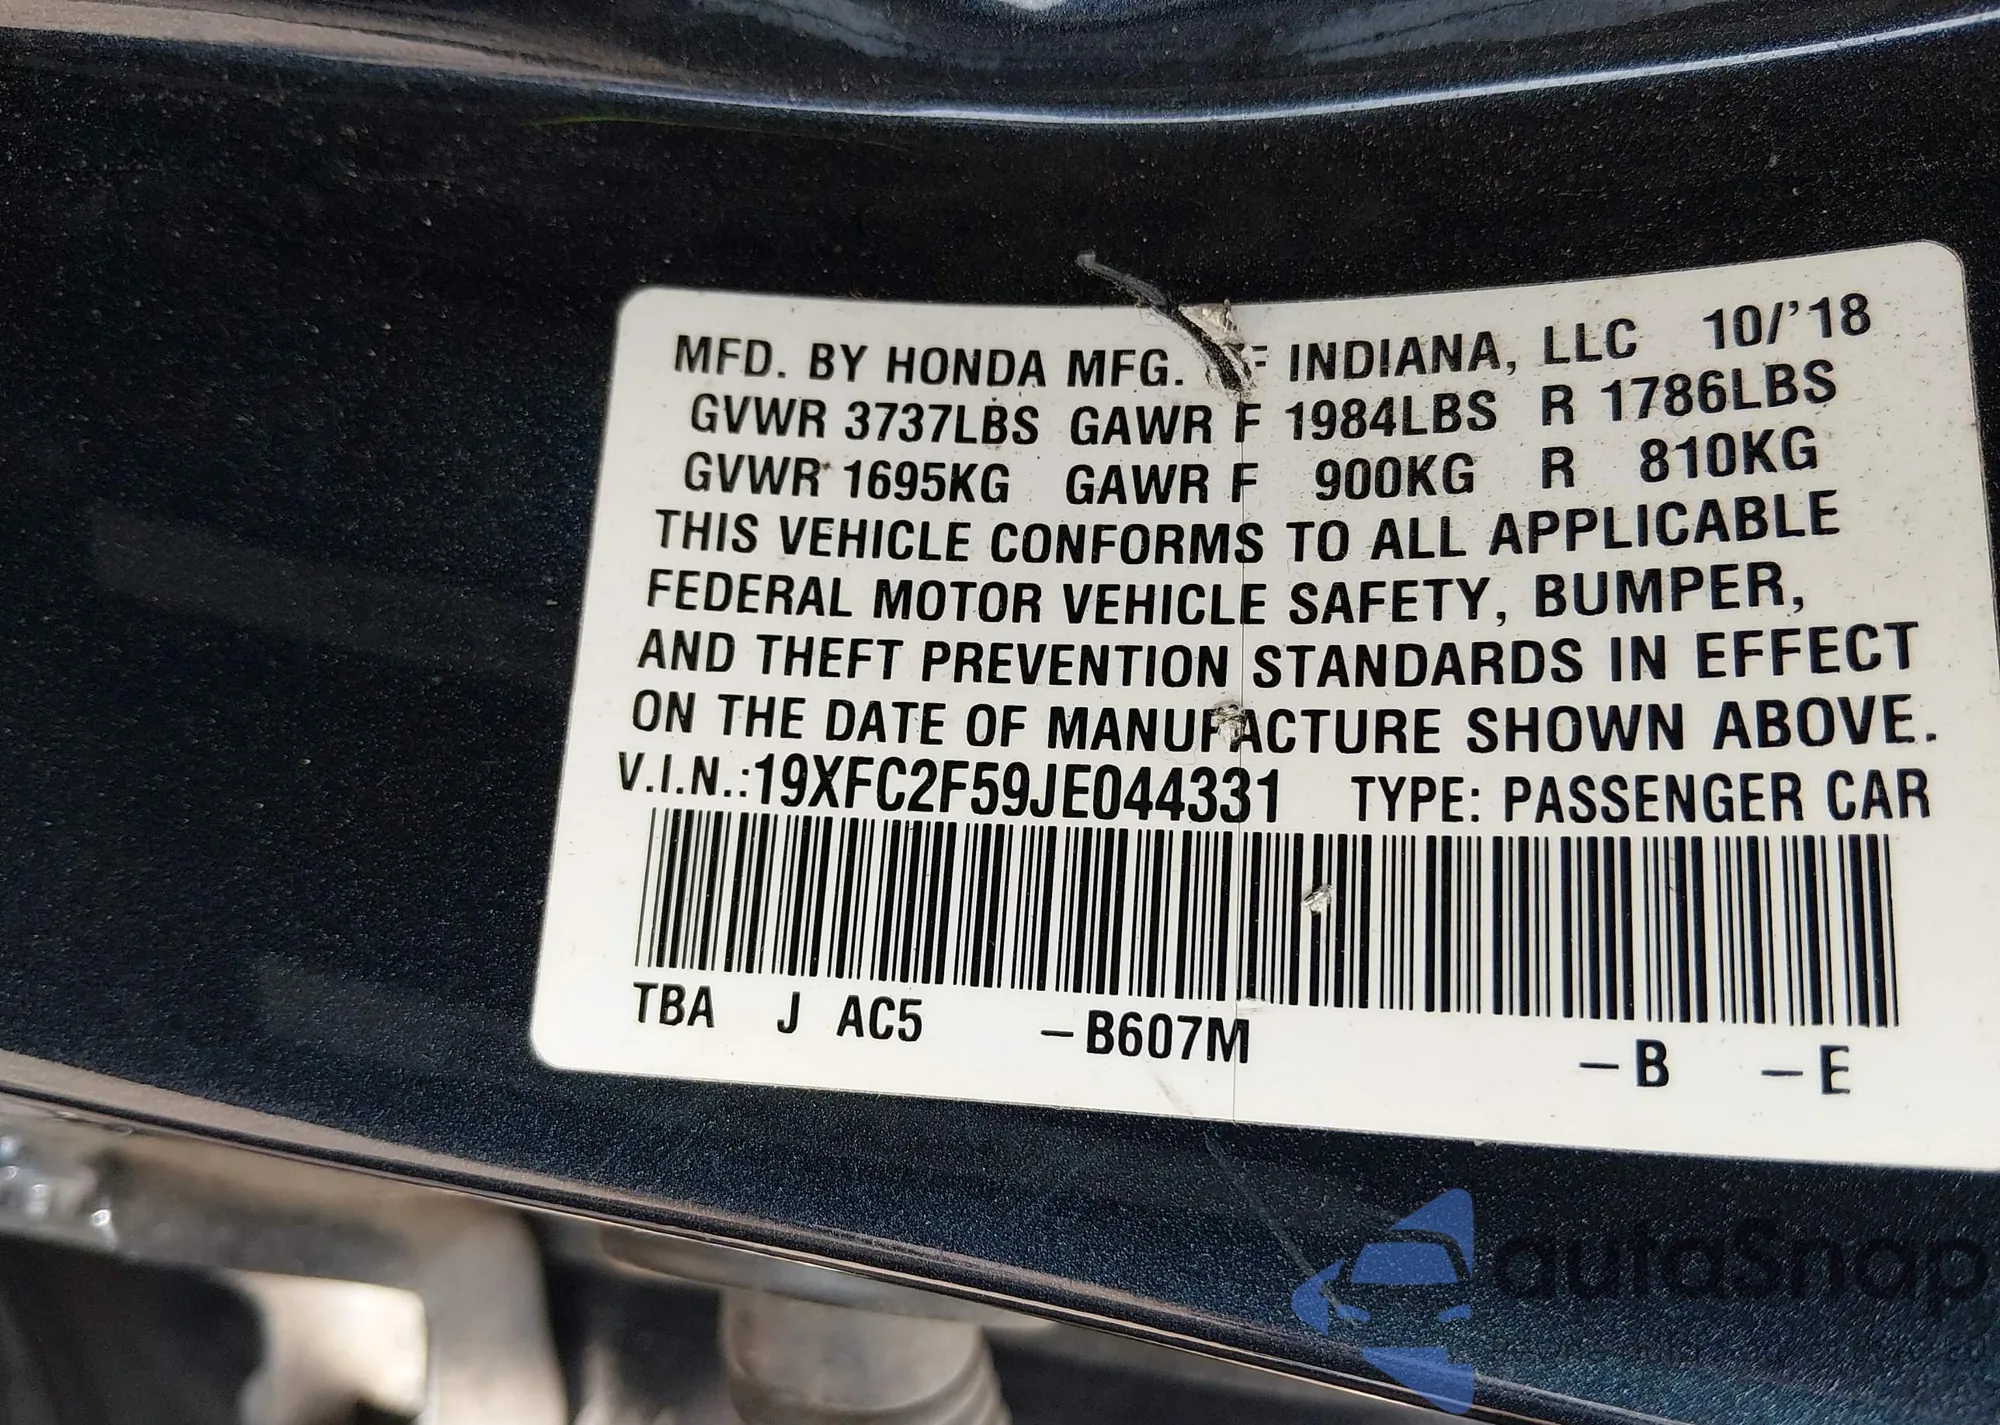 MFD. BY HONDA MFG. INDIANA, LLC 10/'18
GVWR 3737LBS GAWR F 1984LBS R 1786LBS
GVWR 1695KG GAWR F 900KG R 810KG
THIS VEHICLE CONFORMS TO ALL APPLICABLE
FEDERAL MOTOR VEHICLE SAFETY, BUMPER,
AND THEFT PREVENTION STANDARDS IN EFFECT
ON THE DATE OF MANUFACTURE SHOWN ABOVE.
V.I.N.:19XFC2F59JE044331 TYPE: PASSENGER CAR
TBA J AC5 -B607M -B -E
autoSnap